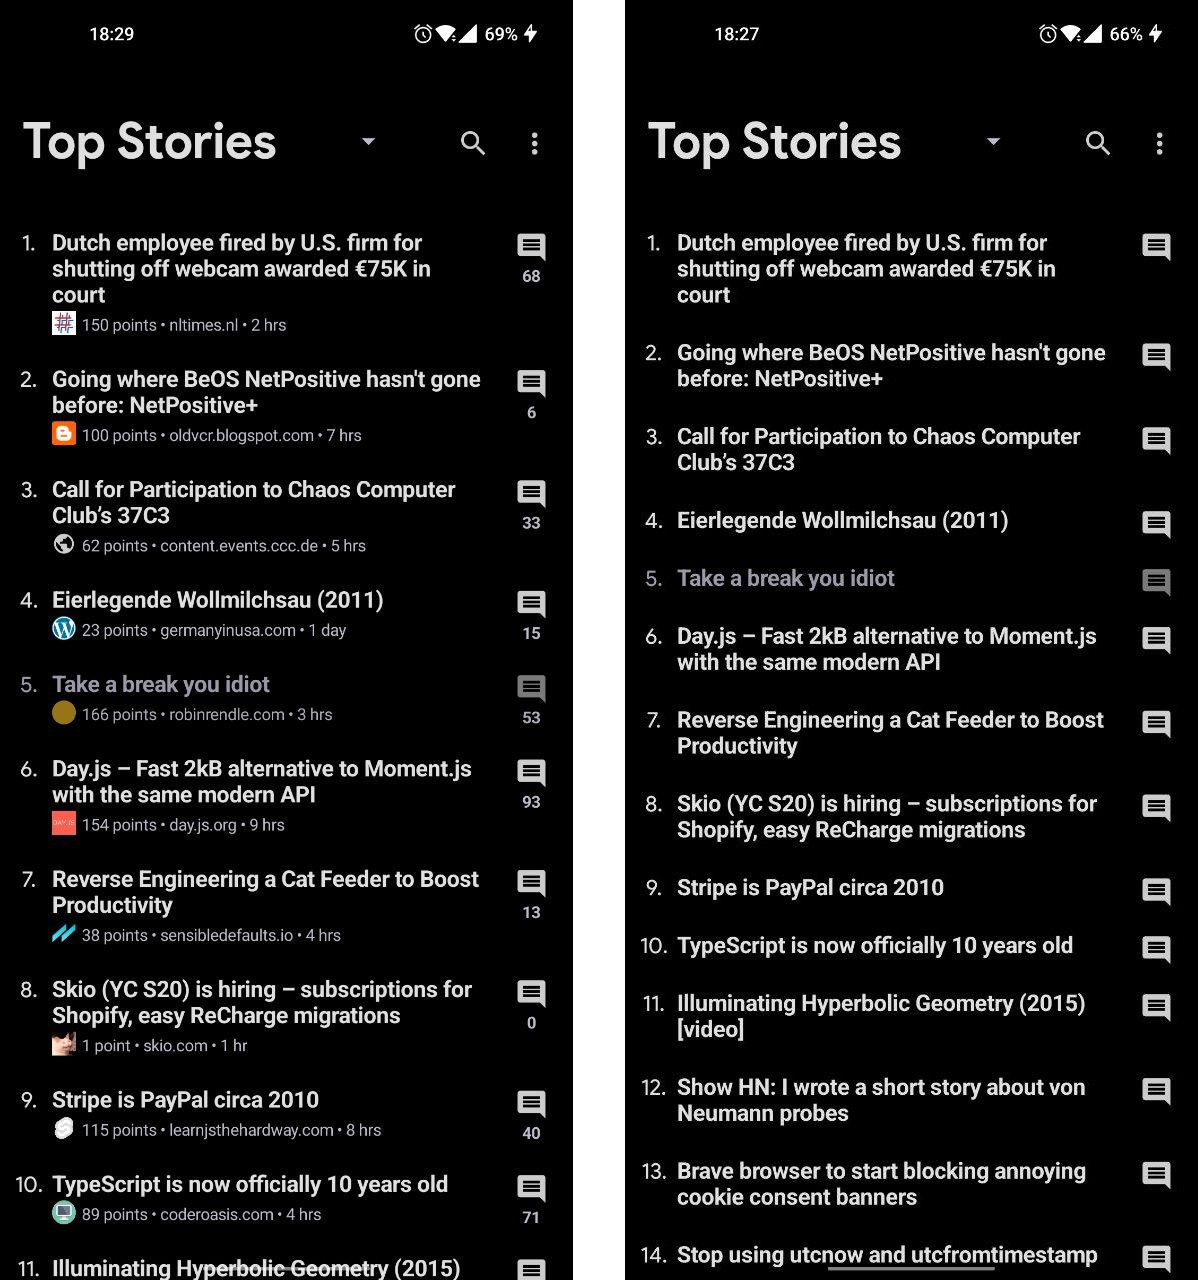 18:29
69%
Top Stories
1. Dutch employee fired by U.S. firm for
shutting off webcam awarded €75K in
court
68
150 points • nltimes.nl • 2 hrs
2. Going where BeOS NetPositive hasn't gone
before: NetPositive+
6
100 points • oldvcr.blogspot.com • 7 hrs
3. Call for Participation to Chaos Computer
Club’s 37C3
33
62 points • content.events.ccc.de • 5 hrs
4. Eierlegende Wollmilchsau (2011)
23 points • germanyinusa.com • 1 day
15
5. Take a break you idiot
166 points • robinrendle.com • 3 hrs
53
6. Day.js – Fast 2kB alternative to Moment.js
with the same modern API
93
DAY.JS
154 points • day.js.org • 9 hrs
7. Reverse Engineering a Cat Feeder to Boost
Productivity
13
38 points • sensibledefaults.io • 4 hrs
8. Skio (YC S20) is hiring – subscriptions for
Shopify, easy ReCharge migrations
0
1 point • skio.com • 1 hr
9. Stripe is PayPal circa 2010
115 points • learnjsthehardway.com • 8 hrs
40
10. TypeScript is now officially 10 years old
89 points • coderoasis.com • 4 hrs
71
11. Illuminating Hyperbolic Geometry (2015)
18:27
66%
Top Stories
1. Dutch employee fired by U.S. firm for
shutting off webcam awarded €75K in
court
2. Going where BeOS NetPositive hasn't gone
before: NetPositive+
3. Call for Participation to Chaos Computer
Club’s 37C3
4. Eierlegende Wollmilchsau (2011)
5. Take a break you idiot
6. Day.js – Fast 2kB alternative to Moment.js
with the same modern API
7. Reverse Engineering a Cat Feeder to Boost
Productivity
8. Skio (YC S20) is hiring – subscriptions for
Shopify, easy ReCharge migrations
9. Stripe is PayPal circa 2010
10. TypeScript is now officially 10 years old
11. Illuminating Hyperbolic Geometry (2015)
[video]
12. Show HN: I wrote a short story about von
Neumann probes
13. Brave browser to start blocking annoying
cookie consent banners
14. Stop using utcnow and utcfromtimestamp